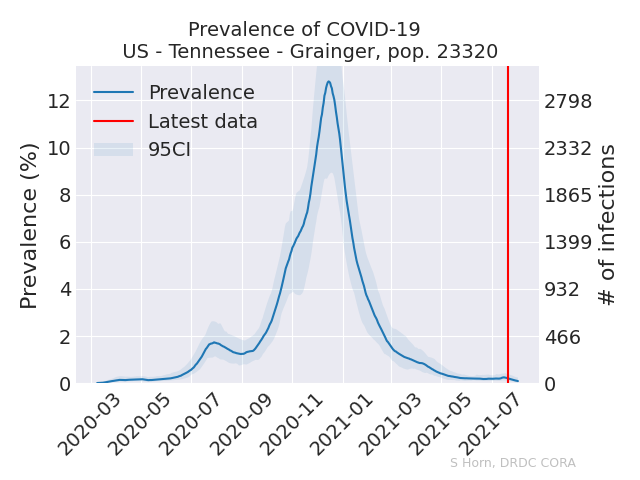 Prevalence of COVID-19
US - Tennessee - Grainger, pop. 23320
Prevalence
Latest data
95CI
Prevalence (%)
12
10
8
6
4
2
0
2798
2332
1865
1399
932
466
0
# of infections
2020-03
2020-05
2020-07
2020-09
2020-11
2021-01
2021-03
2021-05
2021-07
S Horn, DRDC CORA